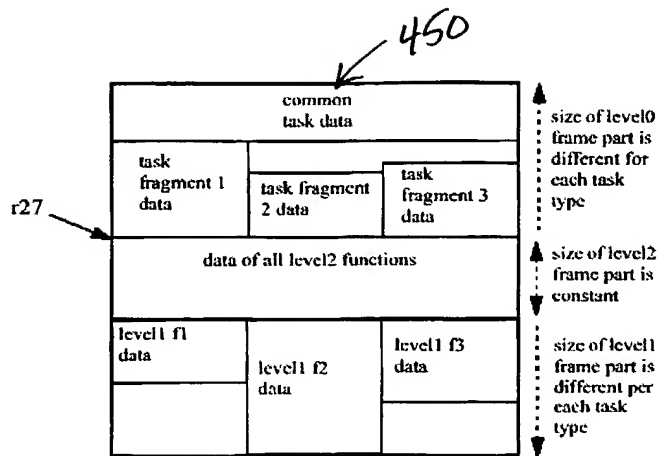 450
common
task data
size of level0
frame part is
different for
each task
type
task
fragment 1
data
task fragment
2 data
task
fragment 3
data
r27
data of all level2 functions
size of level2
frame part is
constant
level1 f1
data
level1 f2
data
level1 f3
data
size of level1
frame part is
different per
each task
type